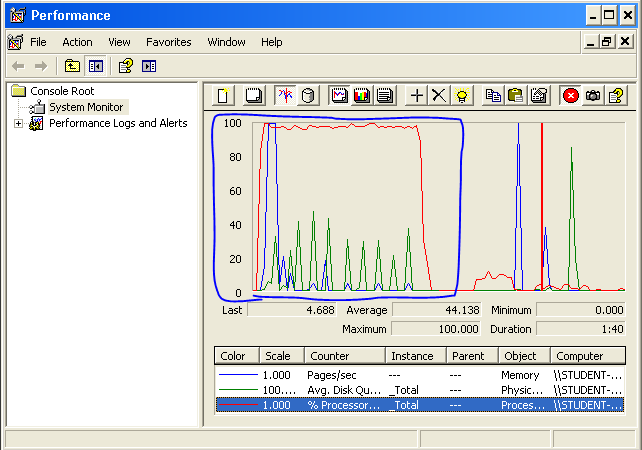 Performance
File Action View Favorites Window Help
Console Root
System Monitor
Performance Logs and Alerts
100
80
60
40
20
0
Last 4.688 Average 44.138 Minimum 0.000
Maximum 100.000 Duration 1:40
Color Scale Counter Instance Parent Object Computer
1.000 Pages/sec --- --- Memory \\STUDENT-...
100.... Avg. Disk Qu... _Total --- Physic... \\STUDENT-...
1.000 % Processor... _Total --- Proces... \\STUDENT-...